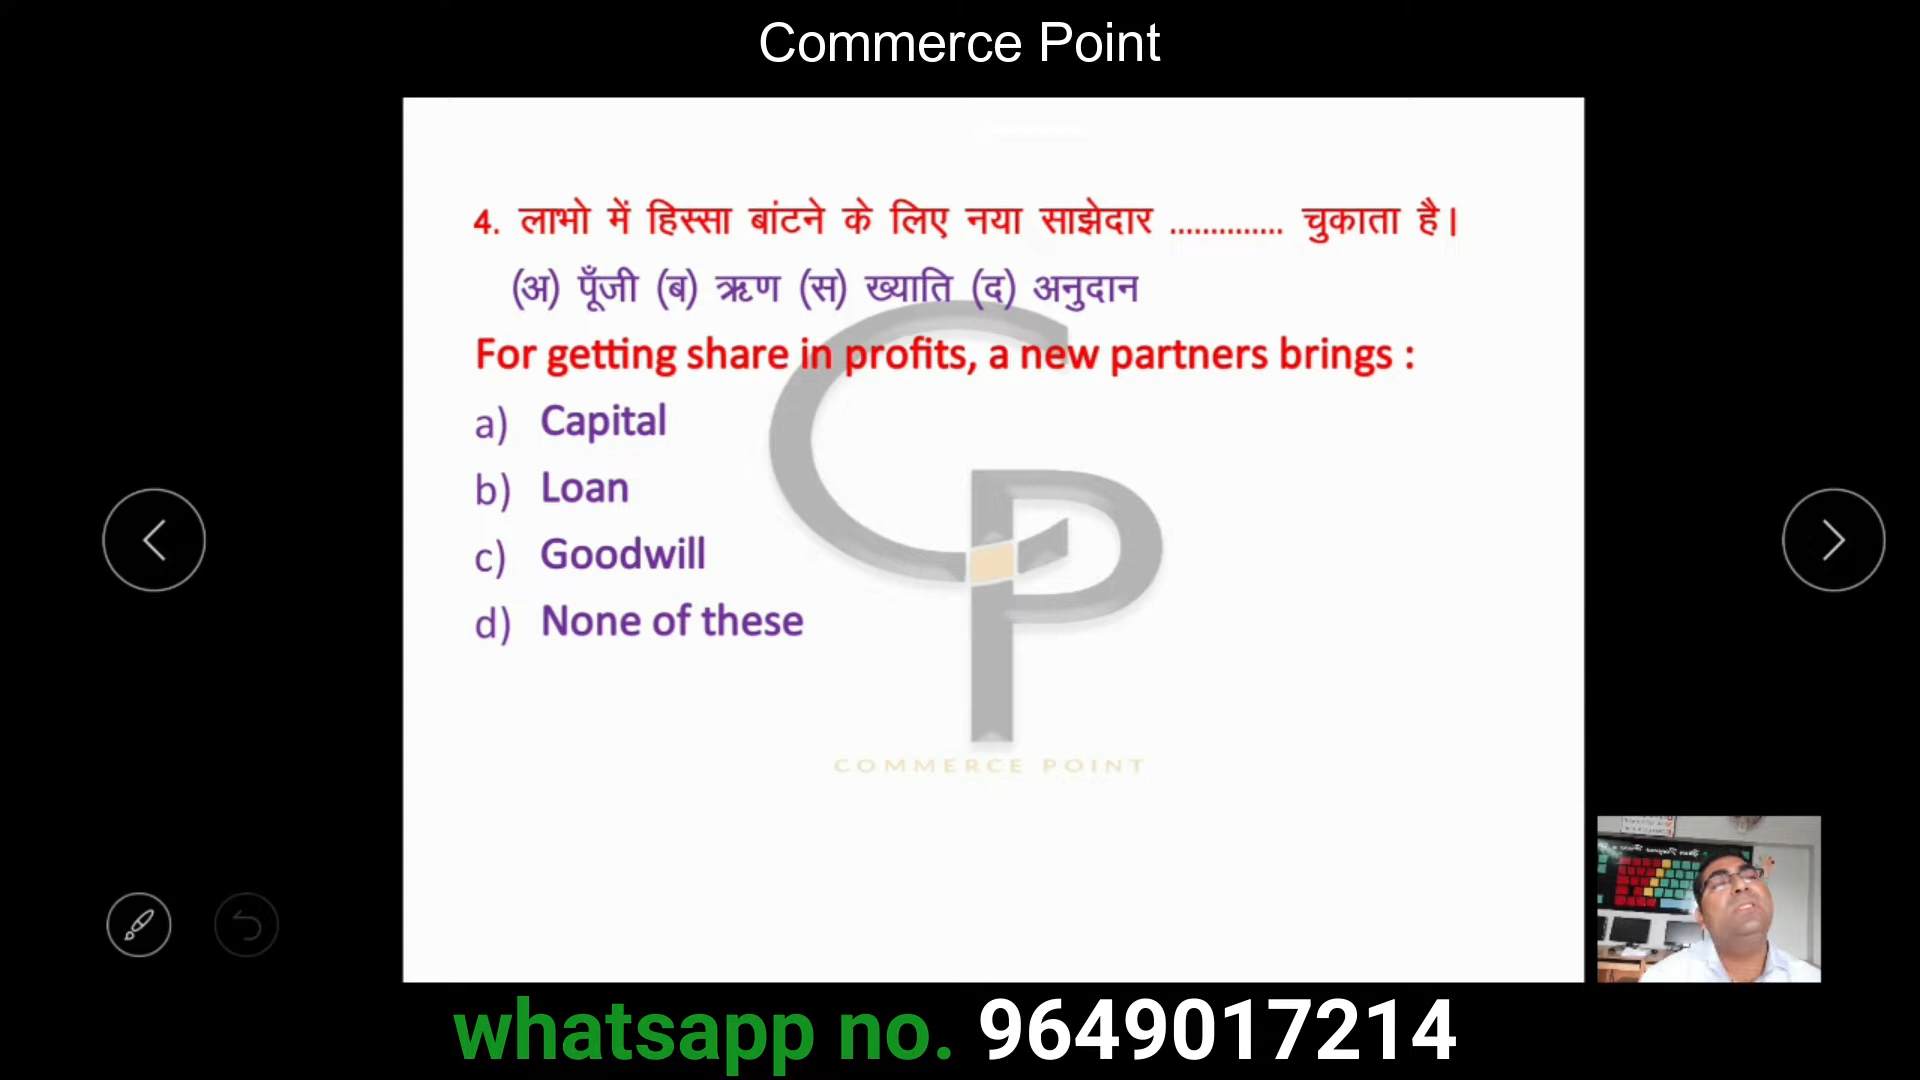 Commerce Point
4. लाभो में हिस्सा बांटने के लिए नया साझेदार .............. चुकाता है।
(अ) पूँजी (ब) ऋण (स) ख्याति (द) अनुदान
For getting share in profits, a new partners brings :
a) Capital
b) Loan
c) Goodwill
d) None of these
COMMERCE POINT
whatsapp no. 9649017214